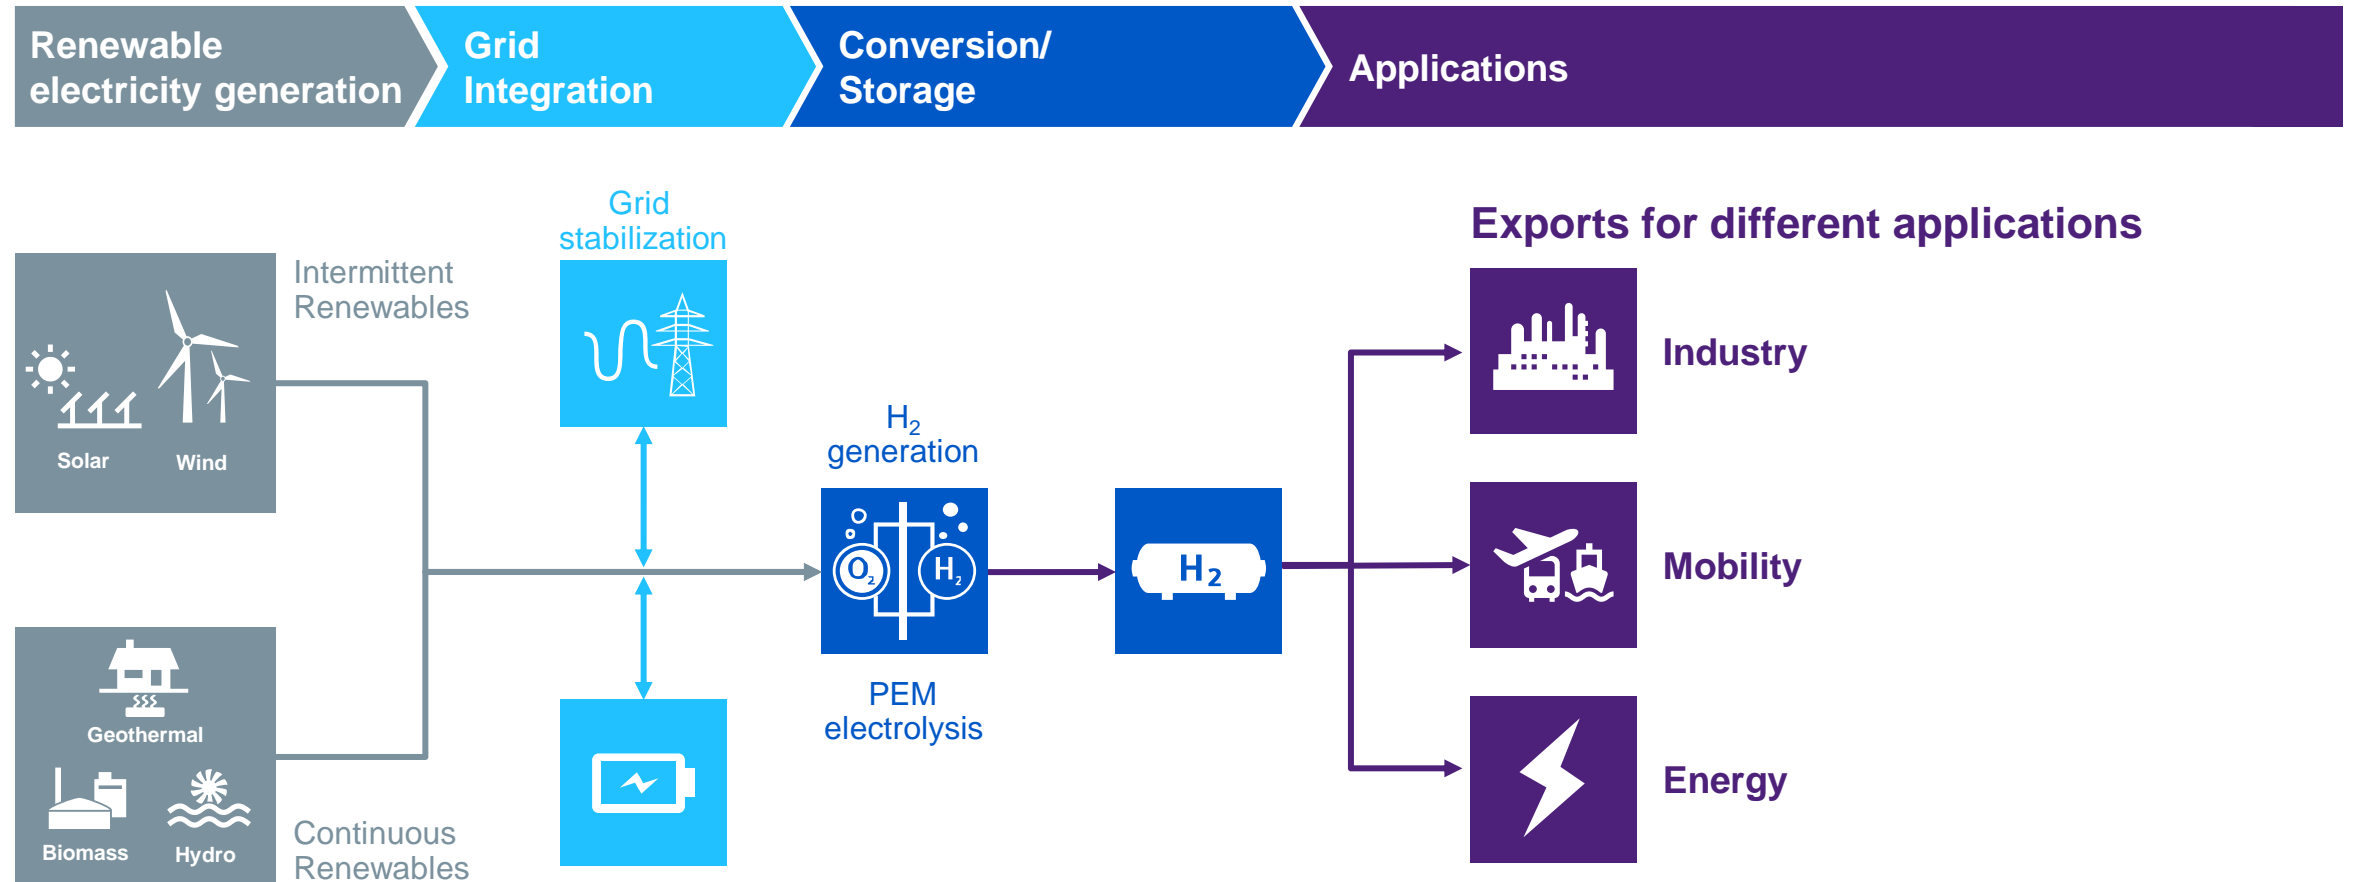 Renewable
electricity generation
Grid
Integration
Conversion/
Storage
Applications
Grid
stabilization
Exports for different applications
Intermittent
Renewables
Solar
Wind
Industry
H₂
generation
O₂
H₂
H₂
Mobility
PEM
electrolysis
Geothermal
Energy
Biomass
Hydro
Continuous
Renewables